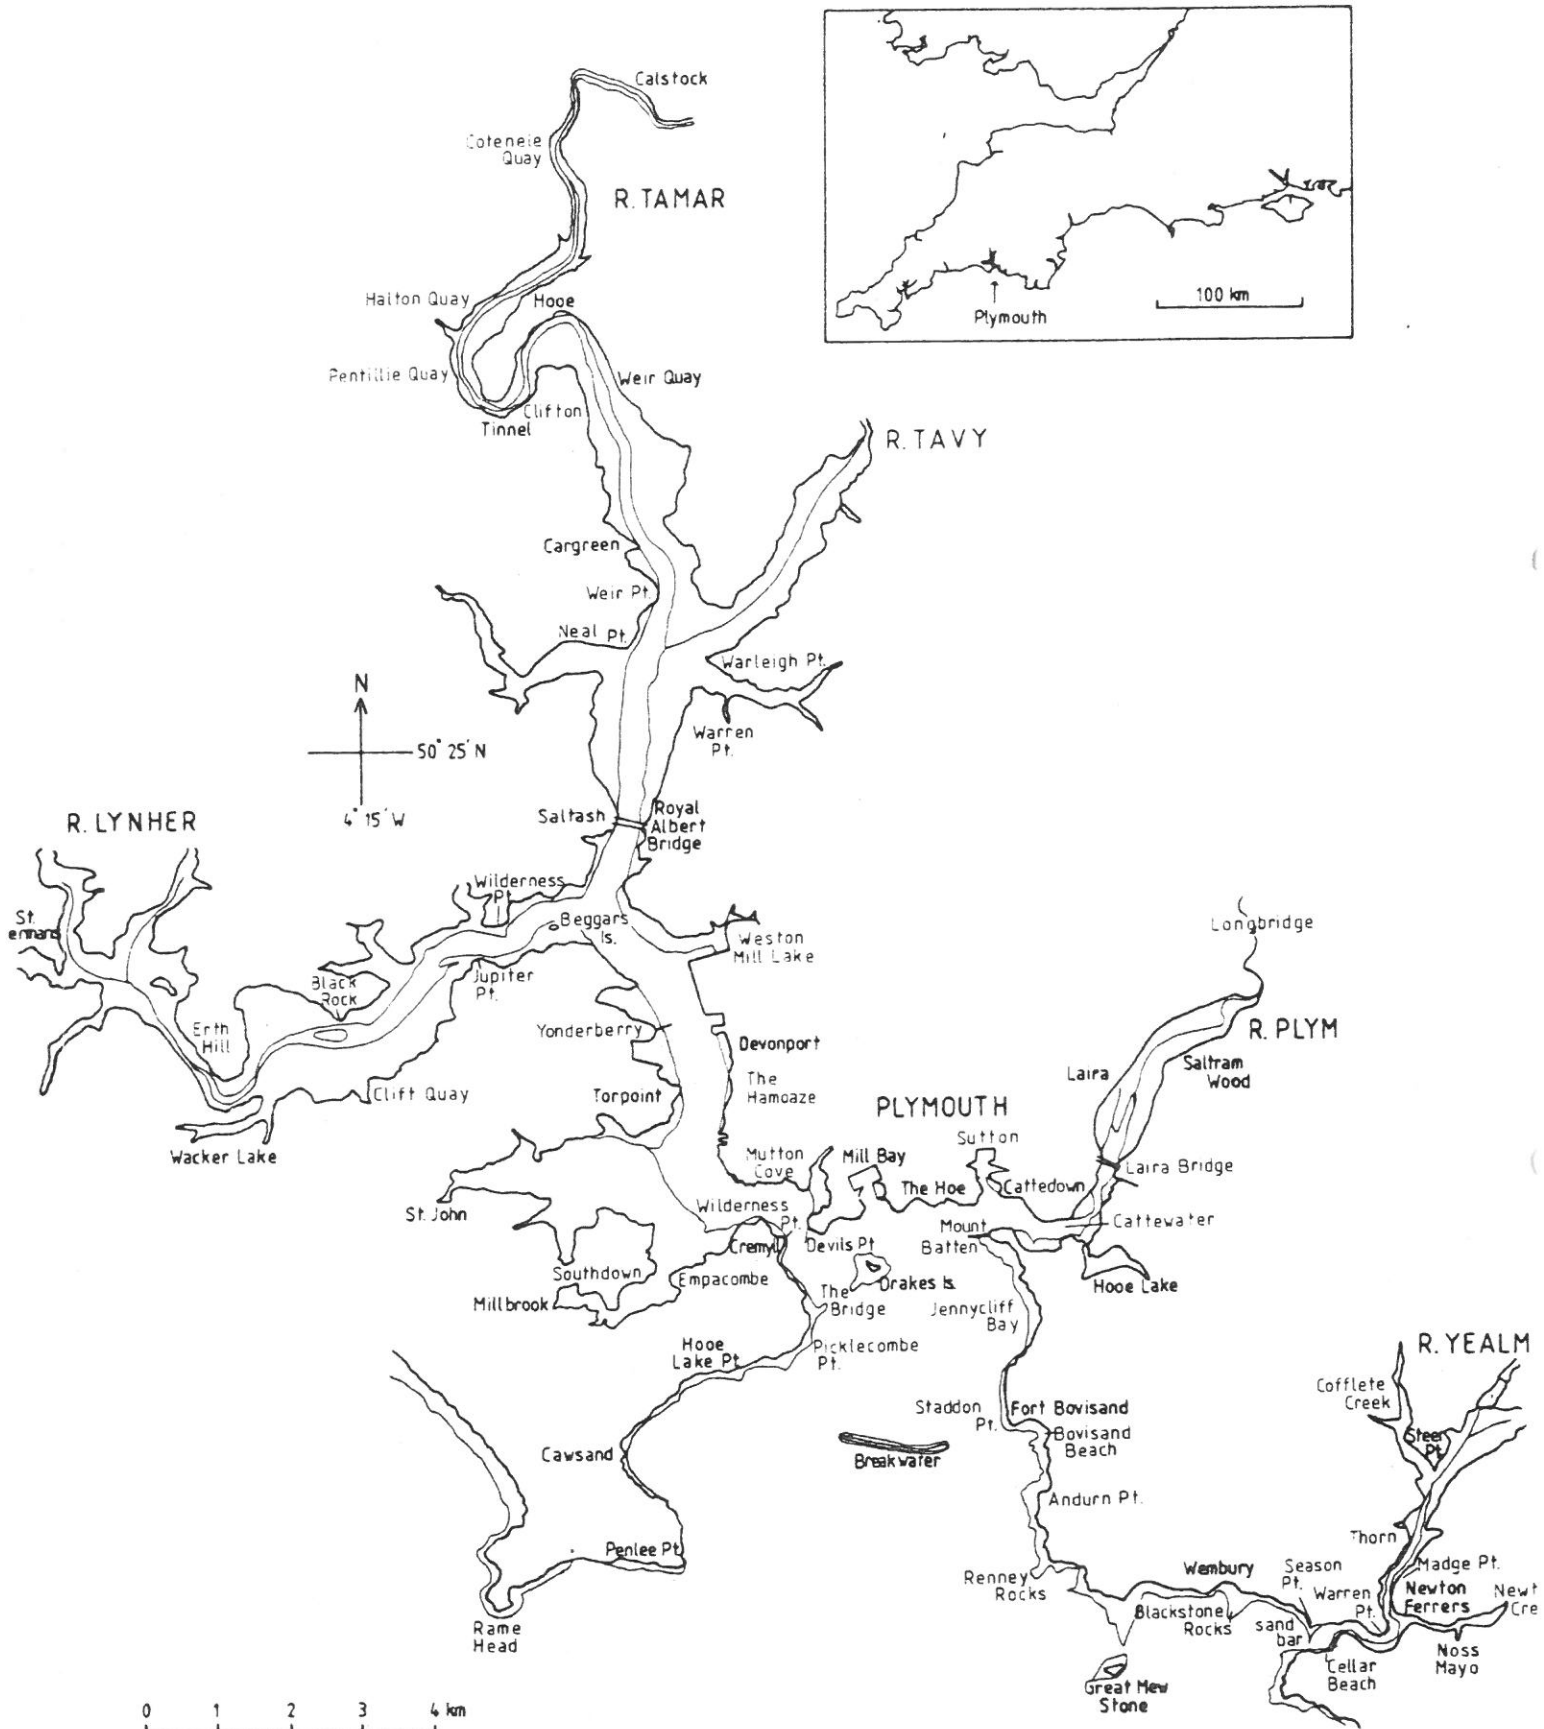 Calstock
Coteneie
Quay
R. TAMAR
100 km
Plymouth
Halton Quay
Hooe
Pentillie Quay
Weir Quay
Clifton
Tinnel
R. TAVY
Cargreen
Weir Pt.
Neal Pt.
Warleigh Pt.
N
50° 25′ N
4° 15′ W
Warren
Pt.
Saltash
Royal
Albert
Bridge
R. LYNHER
Wilderness
Pt
St.
ermans
Beggars
Is.
Weston
Mill Lake
Longbridge
Black
Rock
Jupiter
Pt.
Erth
Hill
Yonderberry
Devonport
R. PLYM
Saltram
Wood
Laira
Clift Quay
Torpoint
The
Hamoaze
PLYMOUTH
Sutton
Wacker Lake
Mutton
Cove
Mill Bay
Laira Bridge
The Hoe
Cattedown
St. John
Wilderness
Pt.
Cattewater
Mount
Batten
Cremyll
Devils Pt
Southdown
Empacombe
Drakes Is.
Hooe Lake
Millbrook
The
Bridge
Jennycliff
Bay
Hooe
Lake Pt
Picklecombe
Pt.
R. YEALM
Cofflete
Creek
Staddon
Pt.
Fort Bovisand
Bovisand
Beach
Steer
Pt
Cawsand
Breakwater
Andurn Pt.
Thorn
Penlee Pt
Madge Pt.
Renney
Rocks
Wembury
Season
Pt.
Warren
Pt.
Newton
Ferrers
Newt
Cre
Blackstone
Rocks
sand
bar
Rame
Head
Noss
Mayo
Cellar
Beach
Great Mew
Stone
0 1 2 3 4 km